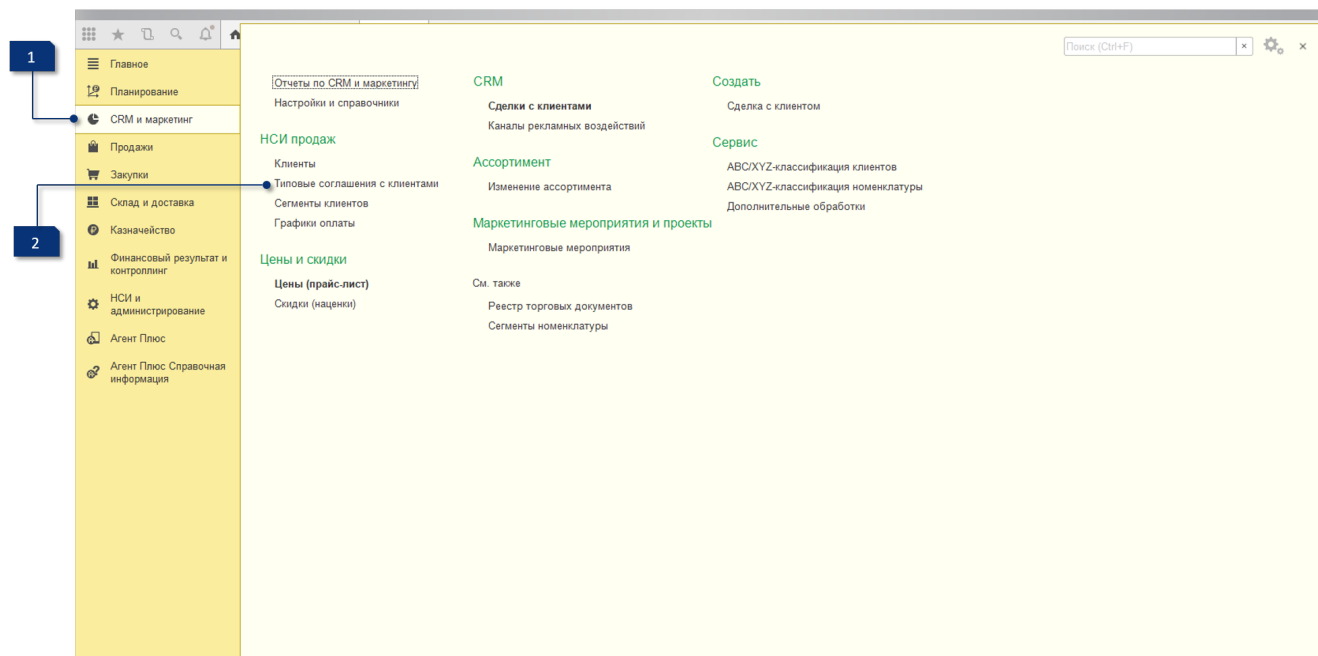 Поиск (Ctrl+F)
1
2
Главное
Планирование
CRM и маркетинг
Продажи
Закупки
Склад и доставка
Казначейство
Финансовый результат и
контроллинг
НСИ и
администрирование
Агент Плюс
Агент Плюс Справочная
информация
Отчеты по CRM и маркетингу
Настройки и справочники
НСИ продаж
Клиенты
Типовые соглашения с клиентами
Сегменты клиентов
Графики оплаты
Цены и скидки
Цены (прайс-лист)
Скидки (наценки)
CRM
Сделки с клиентами
Каналы рекламных воздействий
Ассортимент
Изменение ассортимента
Маркетинговые мероприятия и проекты
Маркетинговые мероприятия
См. также
Реестр торговых документов
Сегменты номенклатуры
Создать
Сделка с клиентом
Сервис
ABC/XYZ-классификация клиентов
ABC/XYZ-классификация номенклатуры
Дополнительные обработки